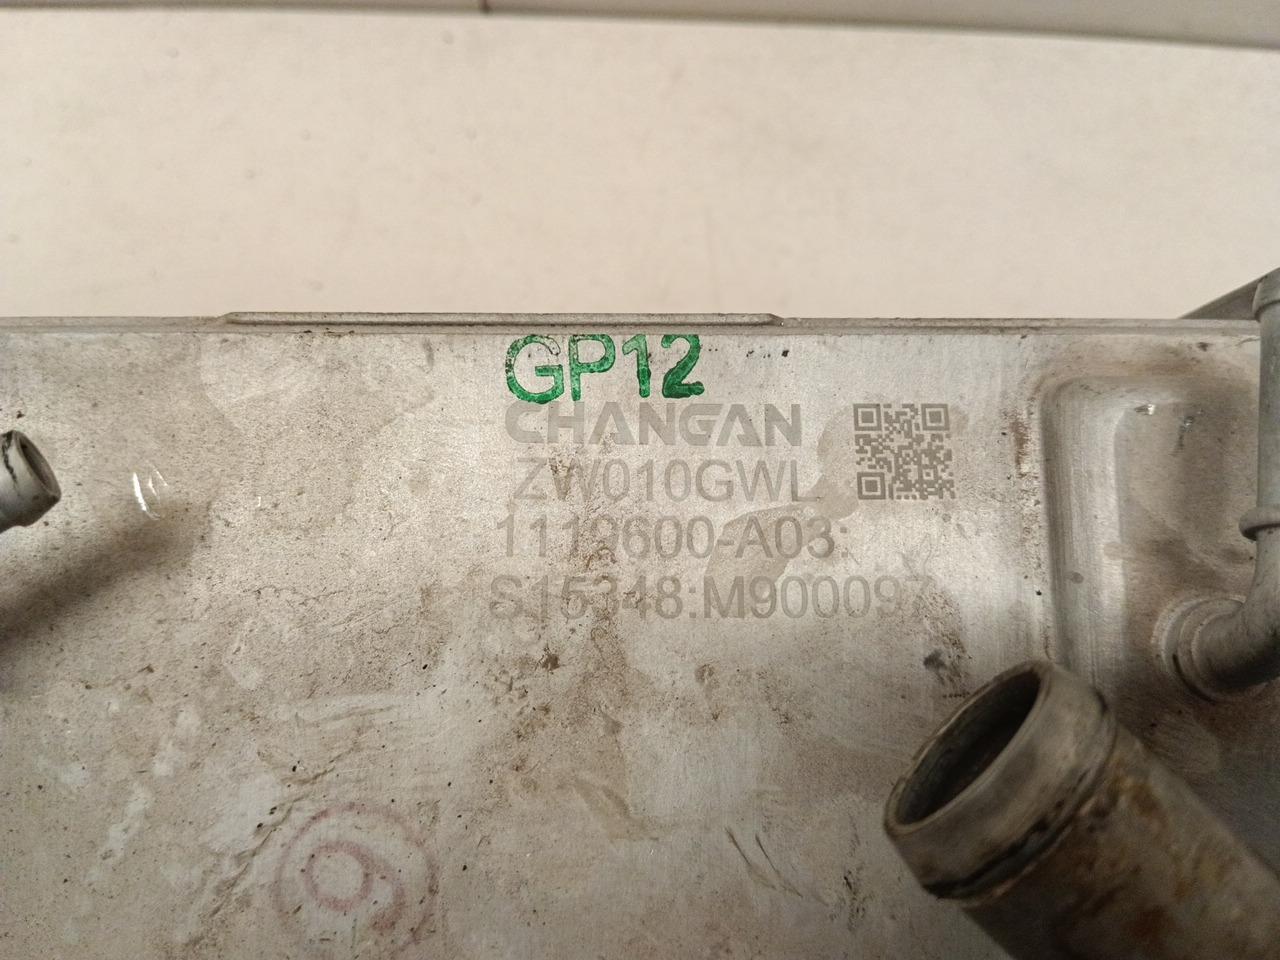 GP12
CHANGAN
ZW010GWL
1119600-A03:
S15348:M900097